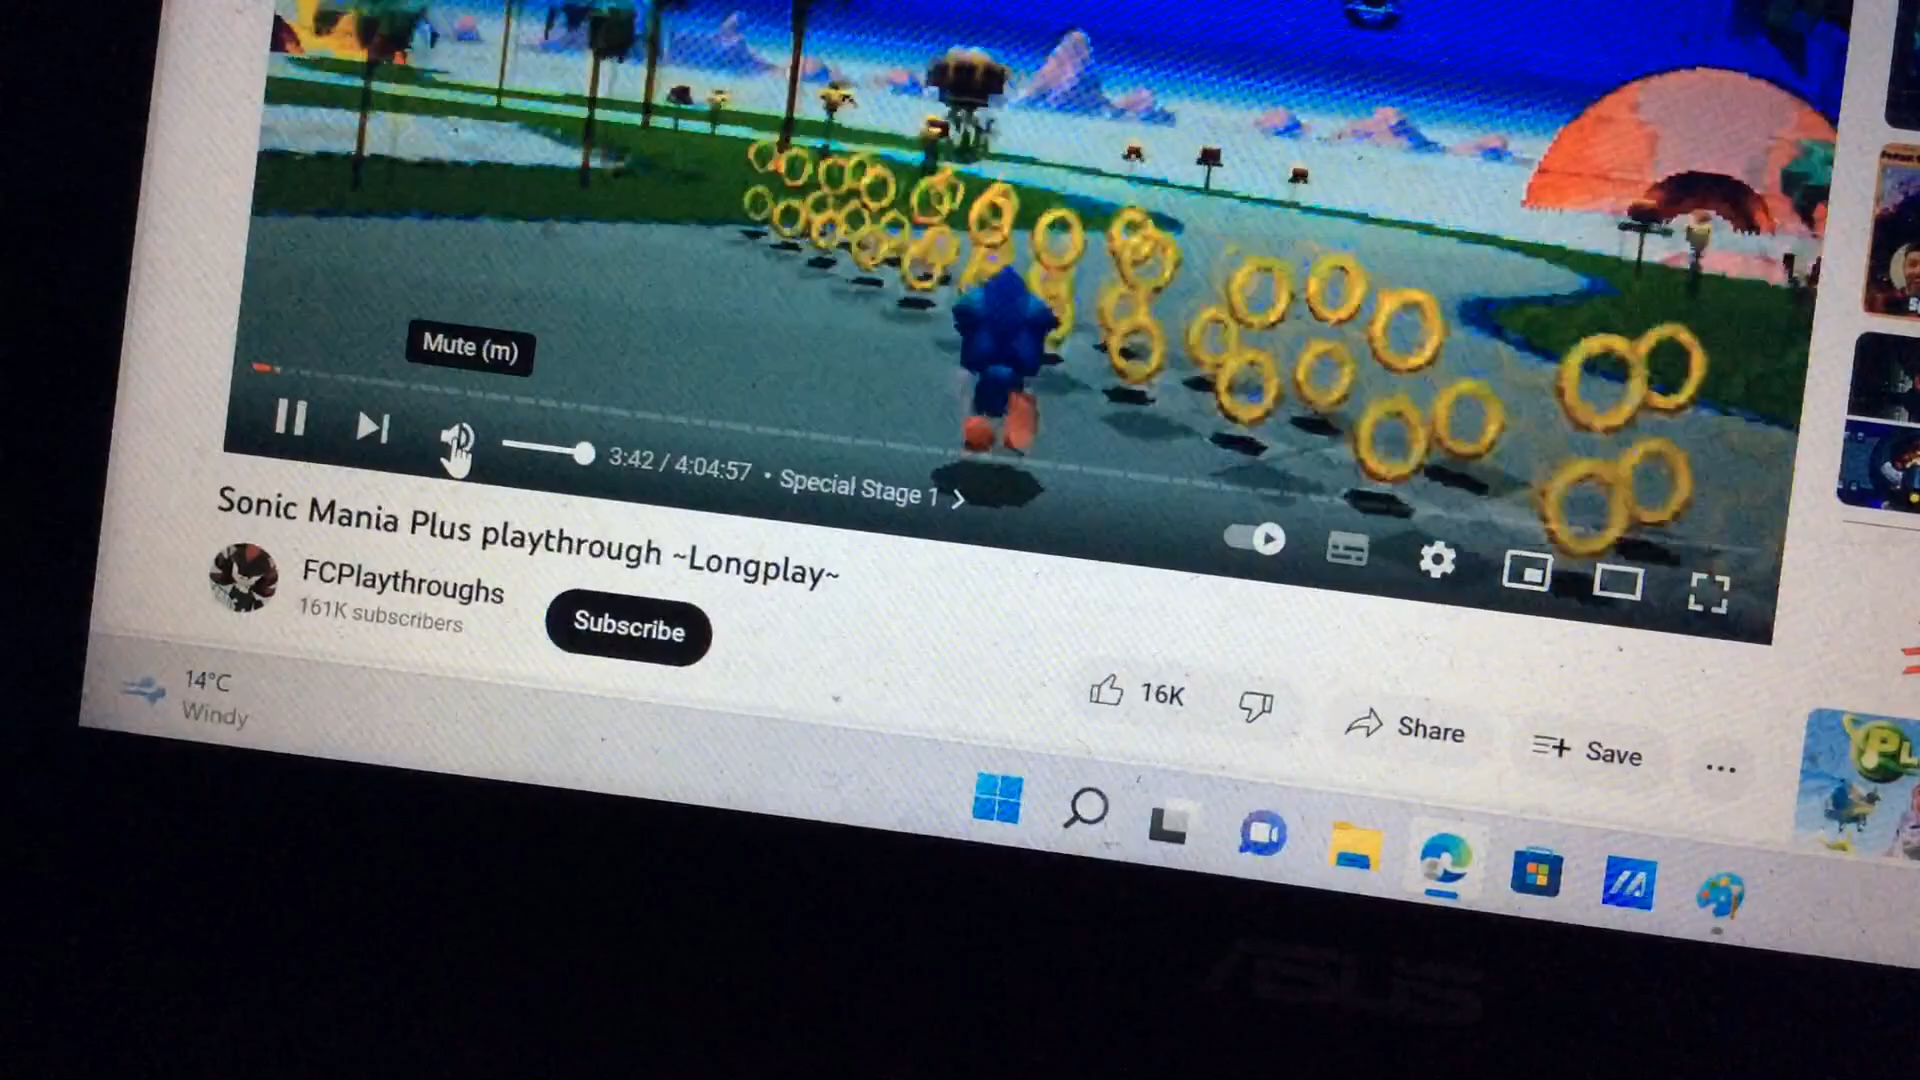 Mute (m)
3:42 / 4:04:57 • Special Stage 1 >
Sonic Mania Plus playthrough ~Longplay~
FCPlaythroughs
161K subscribers
Subscribe
16K
Share
Save
14°C
Windy
ASUS